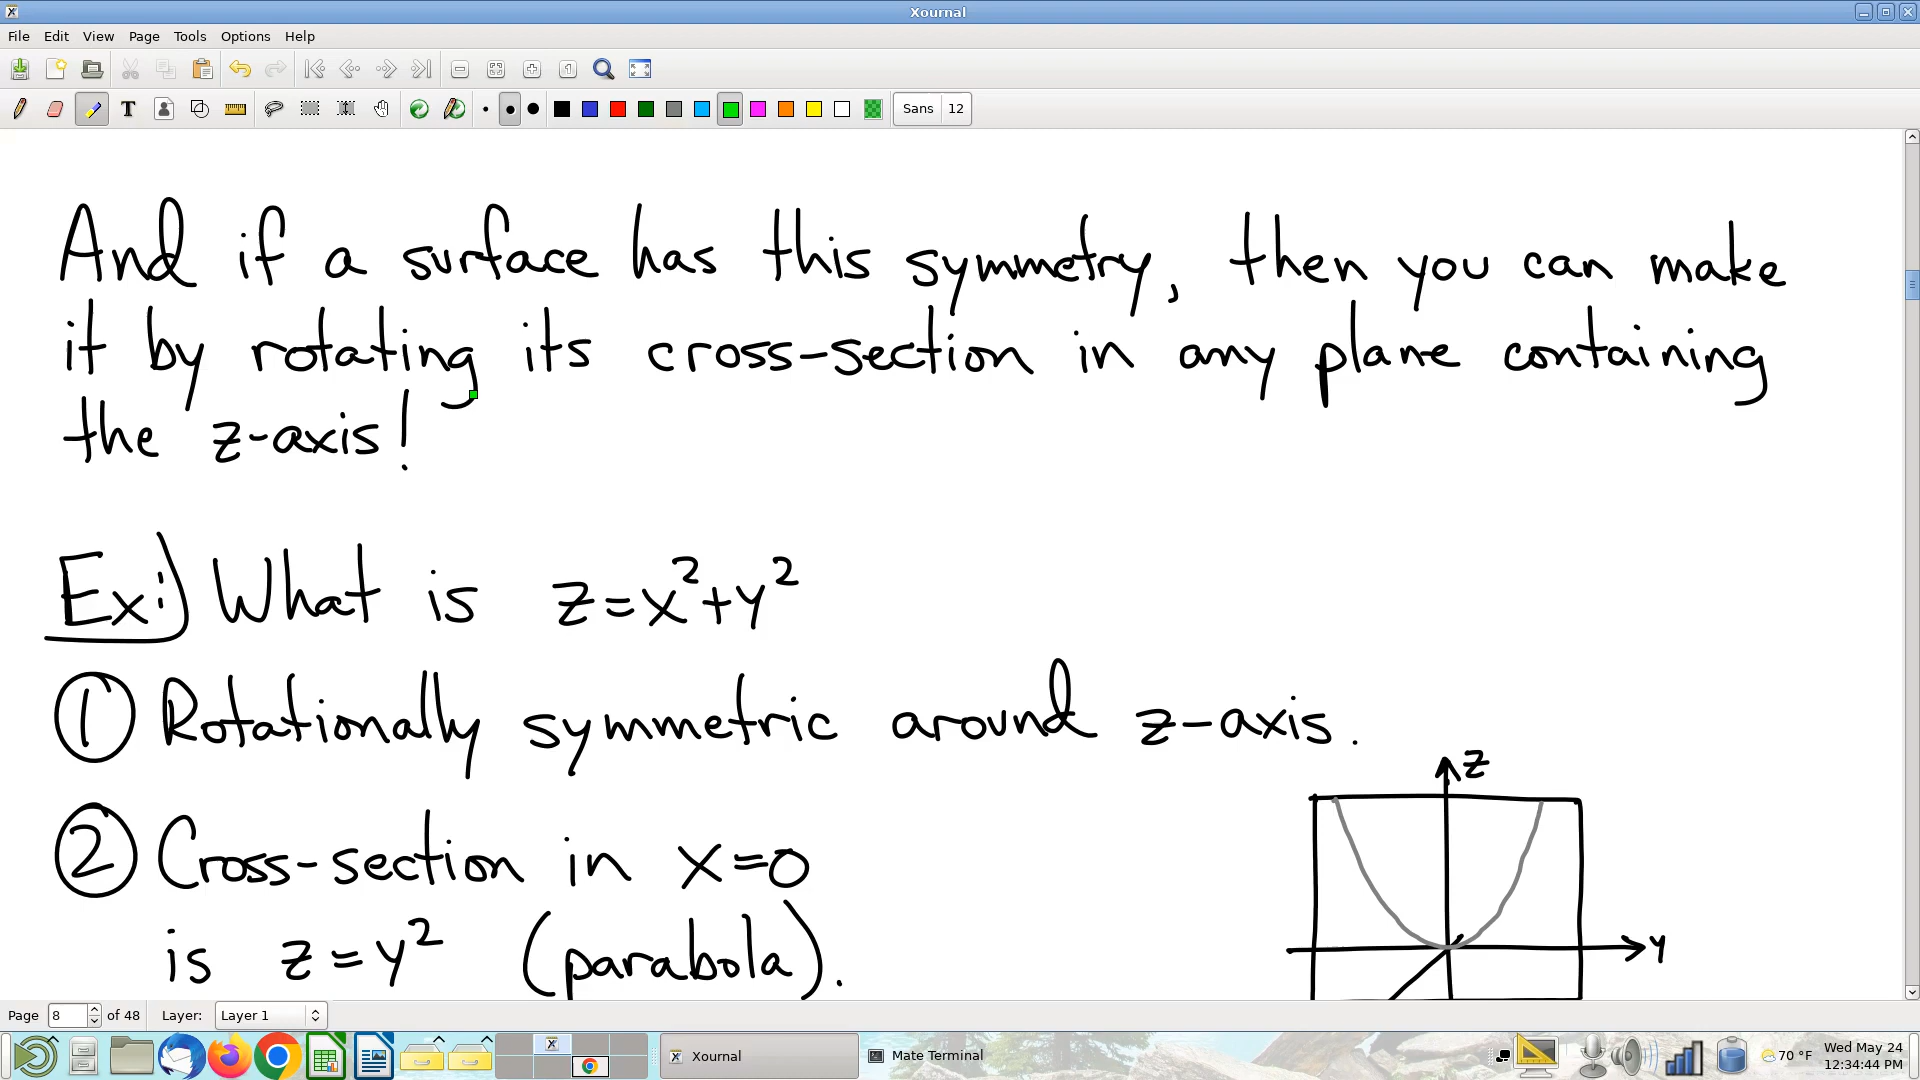 Xournal
File Edit View Page Tools Options Help
Sans 12
And if a surface has this symmetry, then you can make
it by rotating its cross-section in any plane containing
the z-axis!
Ex:) What is z=x²+y²
① Rotationally symmetric around z-axis.
② Cross-section in x=0
is z=y² (parabola).
z
y
Page 8 of 48 Layer: Layer 1
Xournal
Mate Terminal
70 °F
Wed May 24
12:34:44 PM